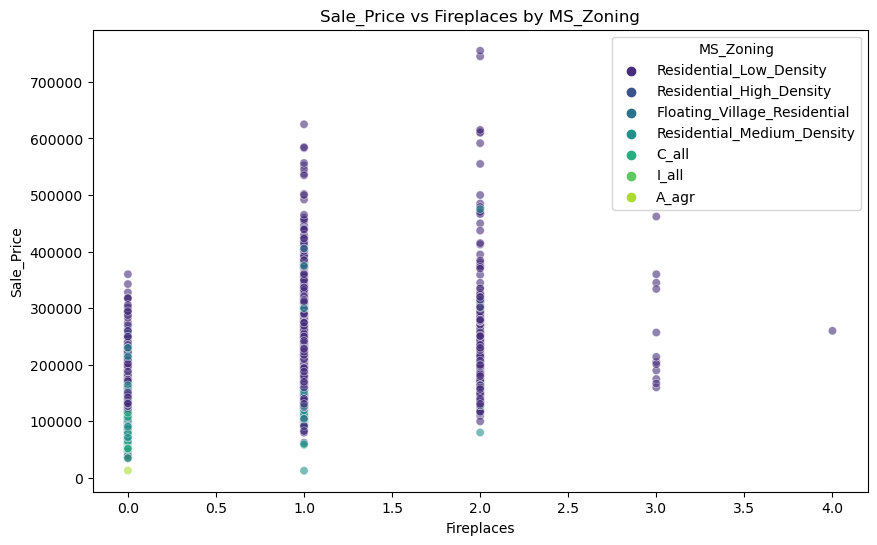 Sale_Price vs Fireplaces by MS_Zoning
MS_Zoning
Residential_Low_Density
Residential_High_Density
Floating_Village_Residential
Residential_Medium_Density
C_all
I_all
A_agr
Sale_Price
700000
600000
500000
400000
300000
200000
100000
0
0.0 0.5 1.0 1.5 2.0 2.5 3.0 3.5 4.0
Fireplaces